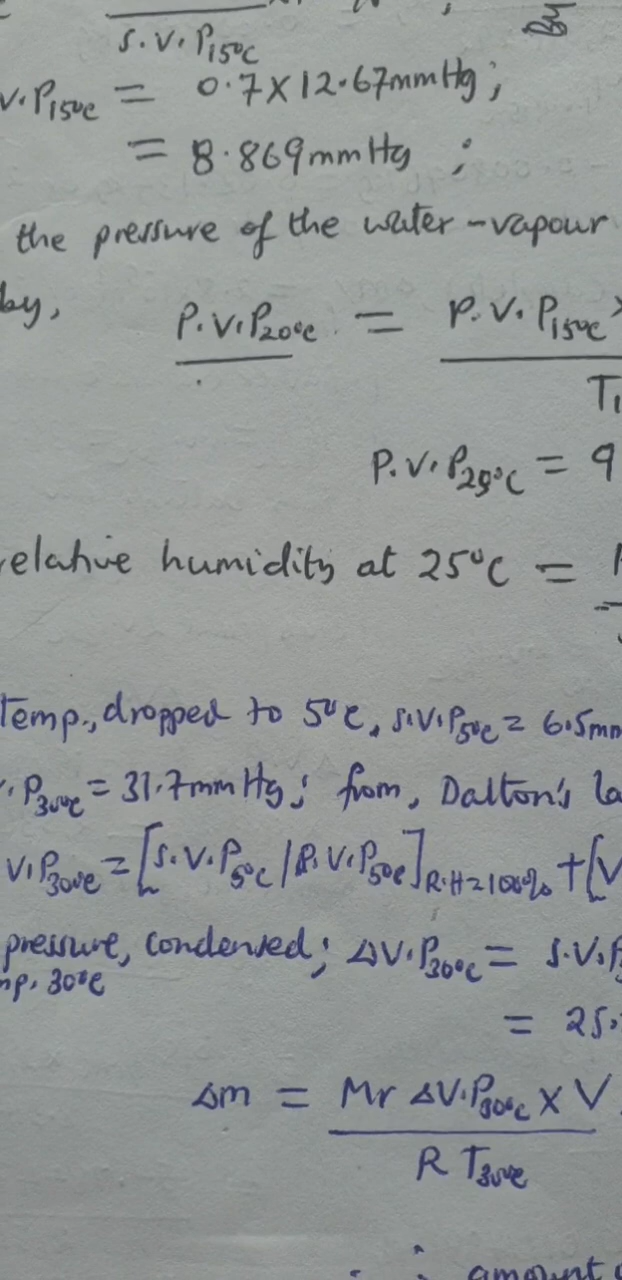 S.V.P15°C
V.P15°C = 0.7 X 12.67mmHg;
= 8.869mmHg ;
the pressure of the water-vapour
by,
P.V.P20°C = P.V.P15°C ×
T1
P.V.P25°C = 9
relative humidity at 25°C =
Temp., dropped to 5°C, S.V.P5°C = 6.5mm
.P30°C = 31.7mmHg; from, Dalton's la
V.P30°C = [S.V.P5°C / P.V.P5°C]R.H=100% + [V
pressure, condensed; ΔV.P30°C = S.V.P
mp. 30°C
= 25.
Δm = Mr ΔV.P30°C X V
R T30°C
amount